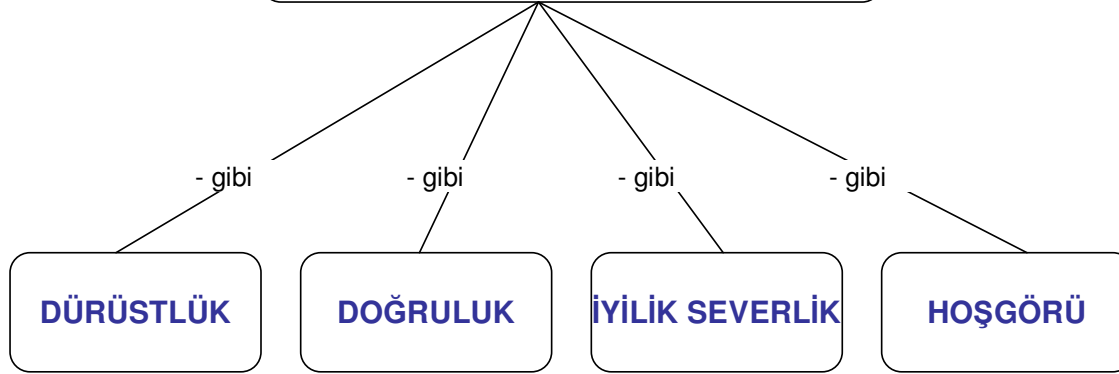 - gibi - gibi - gibi - gibi
DÜRÜSTLÜK DOĞRULUK İYİLİK SEVERLİK HOŞGÖRÜ